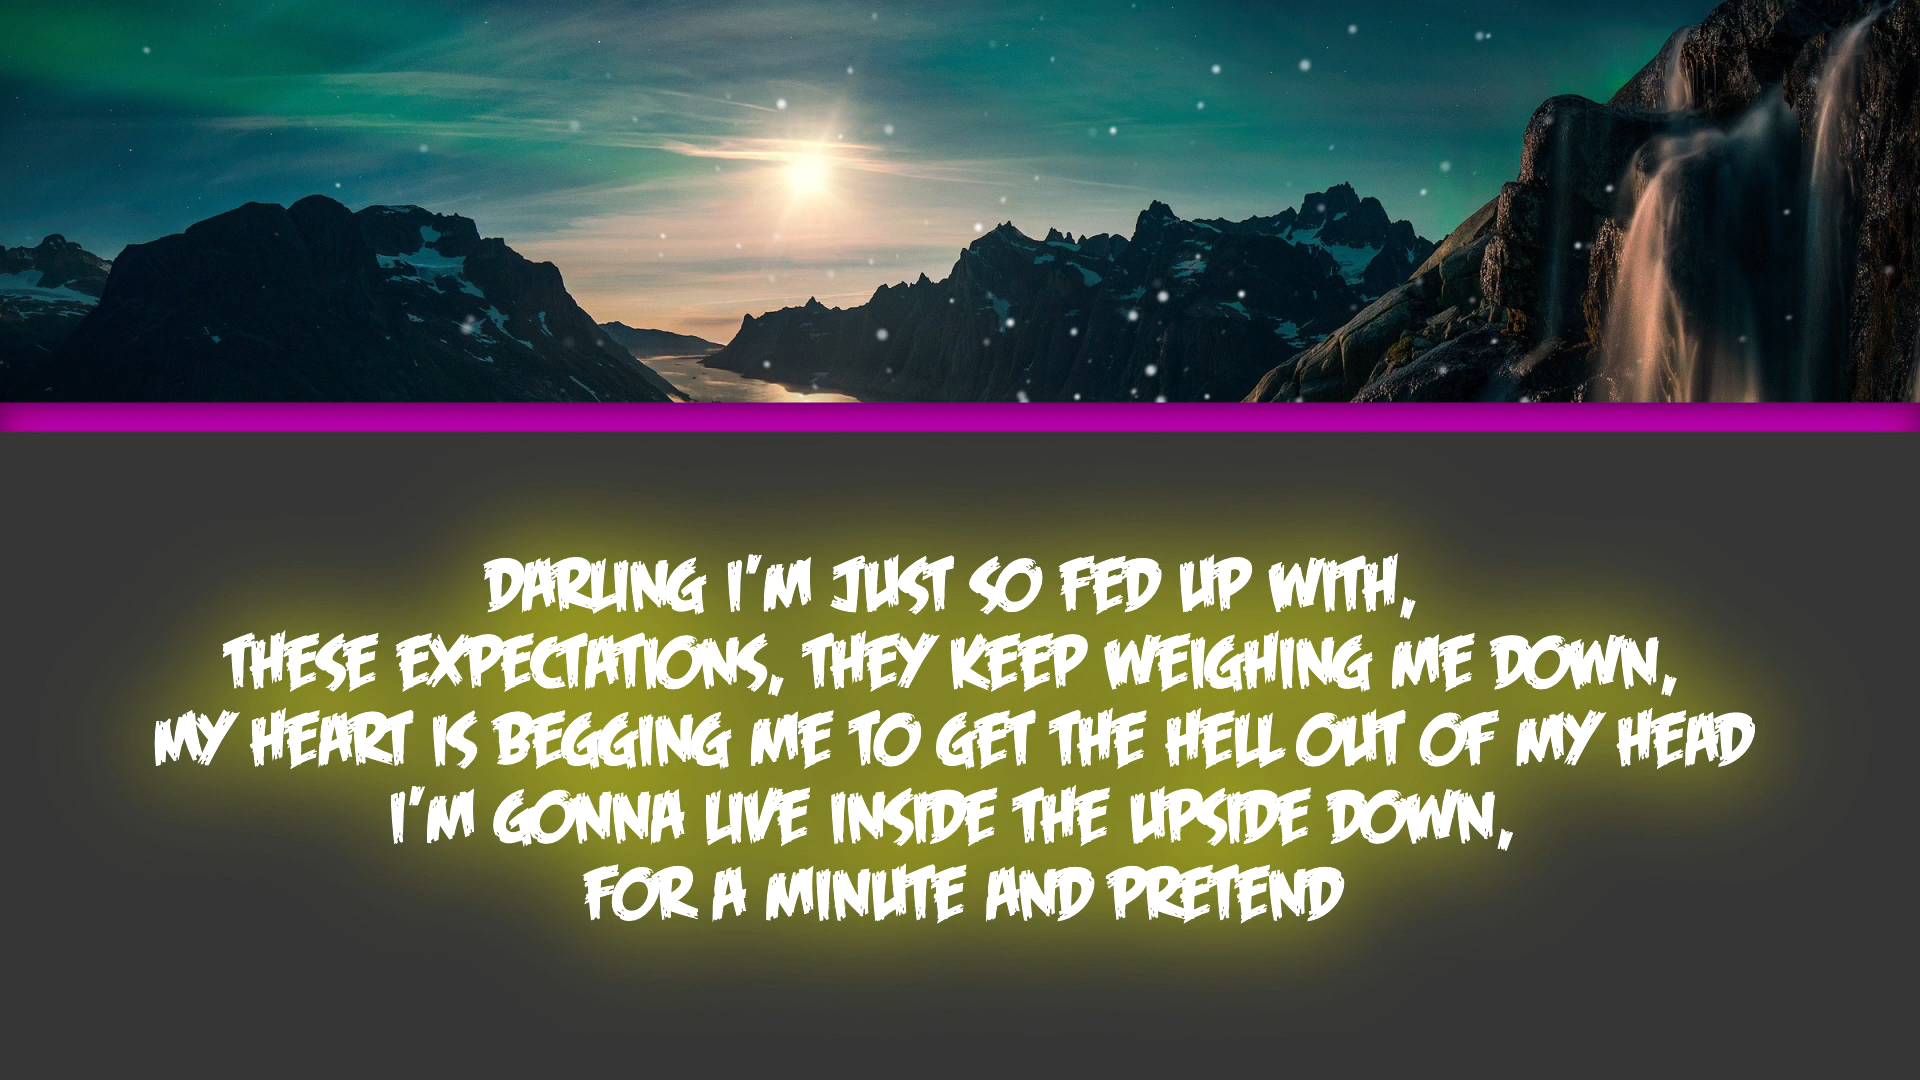 DARLING I'M JUST SO FED UP WITH,
THESE EXPECTATIONS, THEY KEEP WEIGHING ME DOWN,
MY HEART IS BEGGING ME TO GET THE HELL OUT OF MY HEAD
I'M GONNA LIVE INSIDE THE UPSIDE DOWN,
FOR A MINUTE AND PRETEND